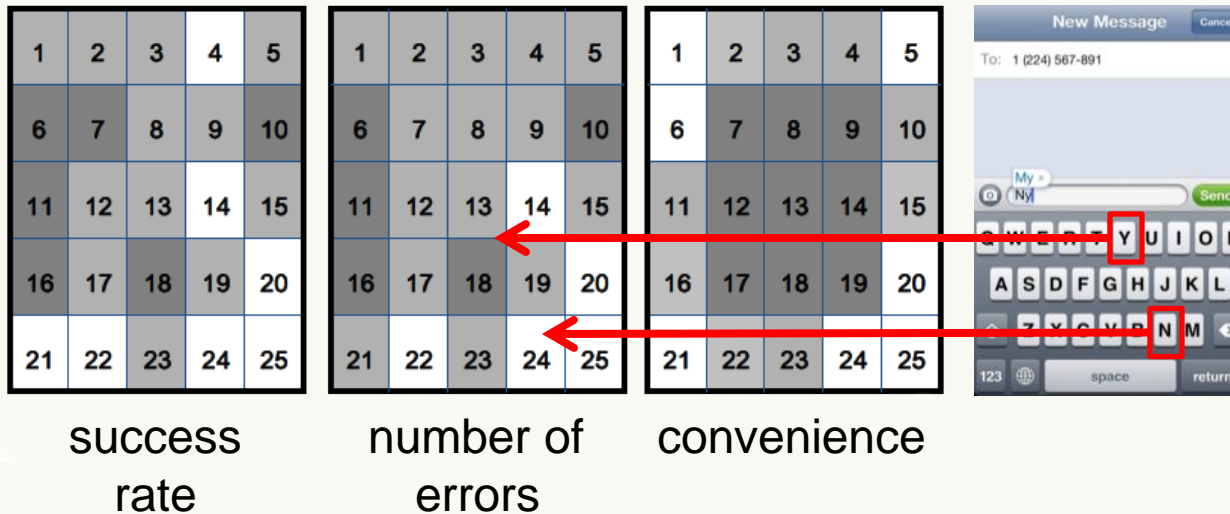 1 2 3 4 5
6 7 8 9 10
11 12 13 14 15
16 17 18 19 20
21 22 23 24 25
success
rate
1 2 3 4 5
6 7 8 9 10
11 12 13 14 15
16 17 18 19 20
21 22 23 24 25
number of
errors
1 2 3 4 5
6 7 8 9 10
11 12 13 14 15
16 17 18 19 20
21 22 23 24 25
convenience
New Message
Cance
To: 1 (224) 567-891
My ×
Ny
Send
Q W E R T Y U I O
A S D F G H J K L
Z X C V B N M
123 space return